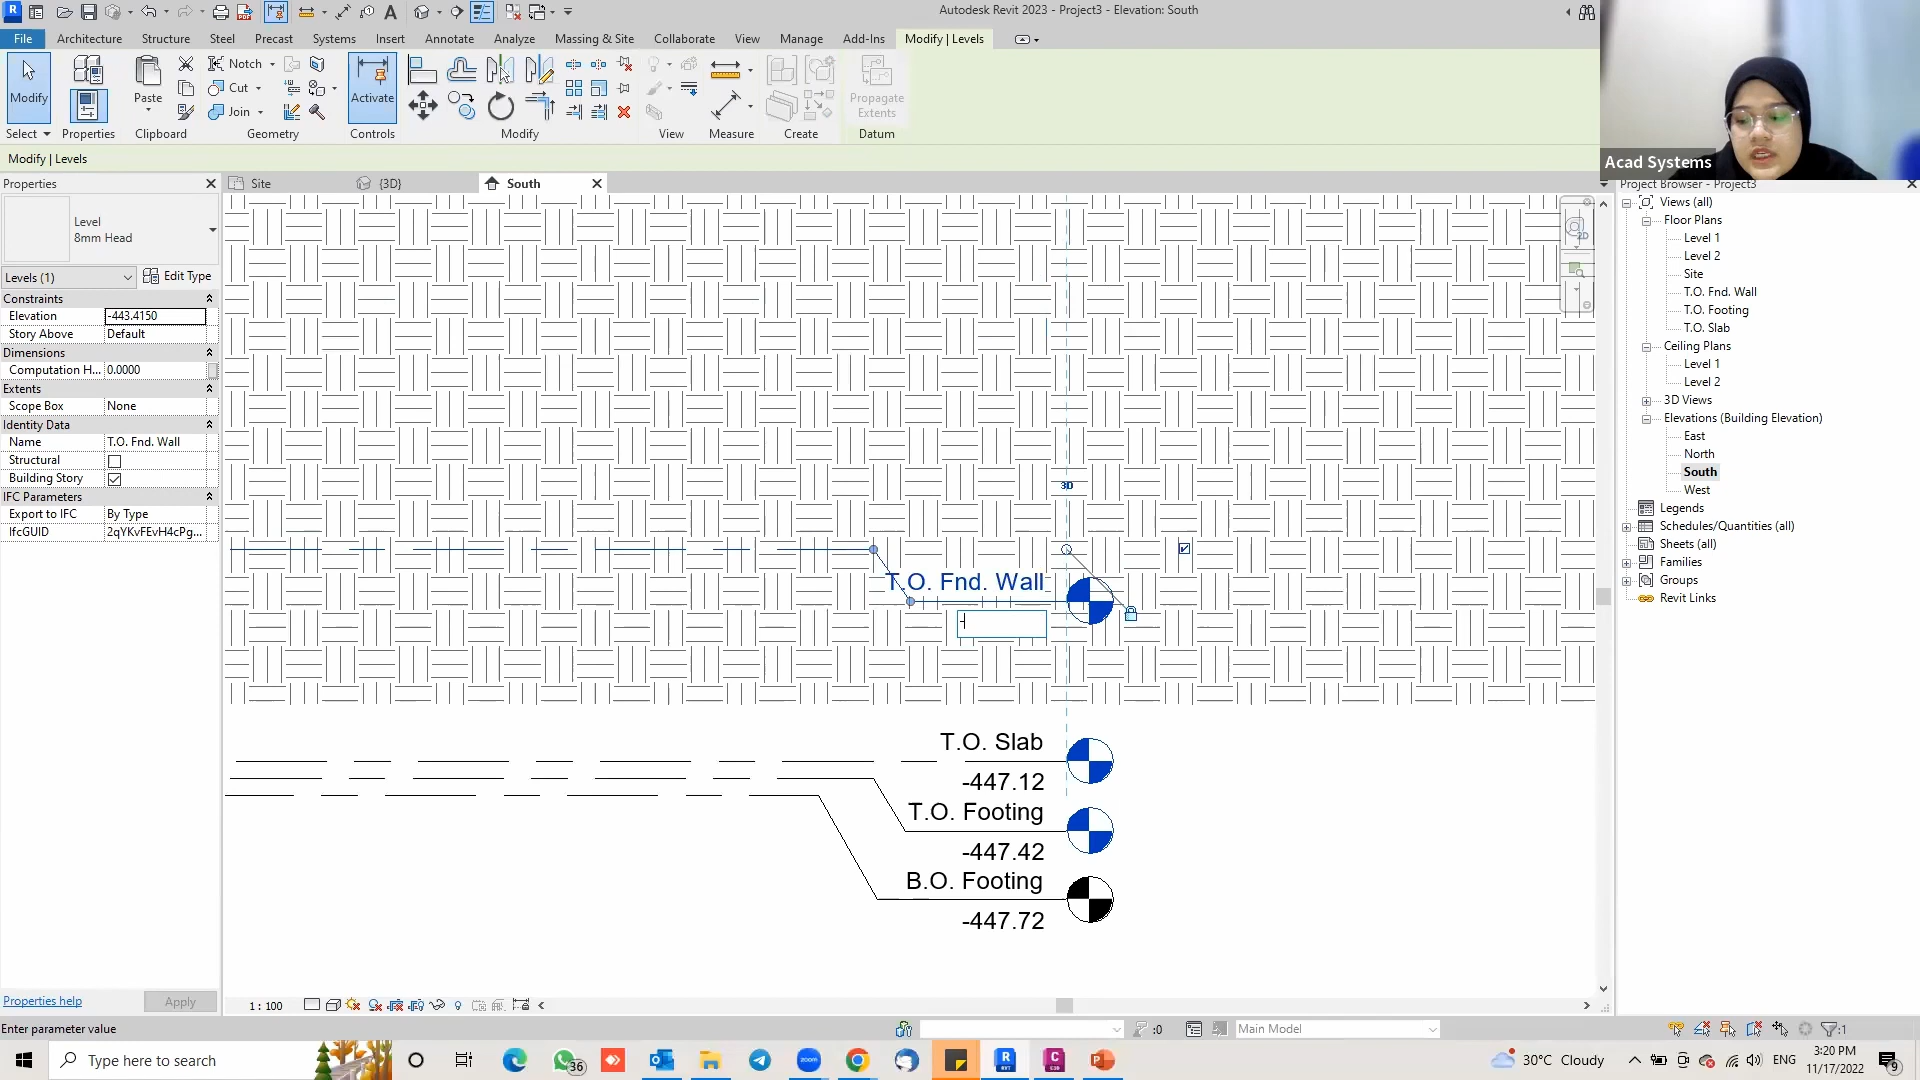 Autodesk Revit 2023 - Project3 - Elevation: South
File Architecture Structure Steel Precast Systems Insert Annotate Analyze Massing & Site Collaborate View Manage Add-Ins Modify | Levels
Modify
Paste
Notch
Cut
Join
Activate
Propagate
Extents
Select Properties Clipboard Geometry Controls Modify View Measure Create Datum
Modify | Levels
Acad Systems
Properties
Level
8mm Head
Levels (1)
Edit Type
Constraints
Elevation -443.4150
Story Above Default
Dimensions
Computation H... 0.0000
Extents
Scope Box None
Identity Data
Name T.O. Fnd. Wall
Structural
Building Story
IFC Parameters
Export to IFC By Type
IfcGUID 2qYKvFEvH4cPg...
Properties help
Apply
Site
{3D}
South
3D
T.O. Fnd. Wall
-
T.O. Slab
-447.12
T.O. Footing
-447.42
B.O. Footing
-447.72
2D
1 : 100
Project Browser - Project3
Views (all)
Floor Plans
Level 1
Level 2
Site
T.O. Fnd. Wall
T.O. Footing
T.O. Slab
Ceiling Plans
Level 1
Level 2
3D Views
Elevations (Building Elevation)
East
North
South
West
Legends
Schedules/Quantities (all)
Sheets (all)
Families
Groups
Revit Links
Enter parameter value
:0
Main Model
:1
Type here to search
36
zoom
30°C Cloudy
ENG
3:20 PM
11/17/2022
9